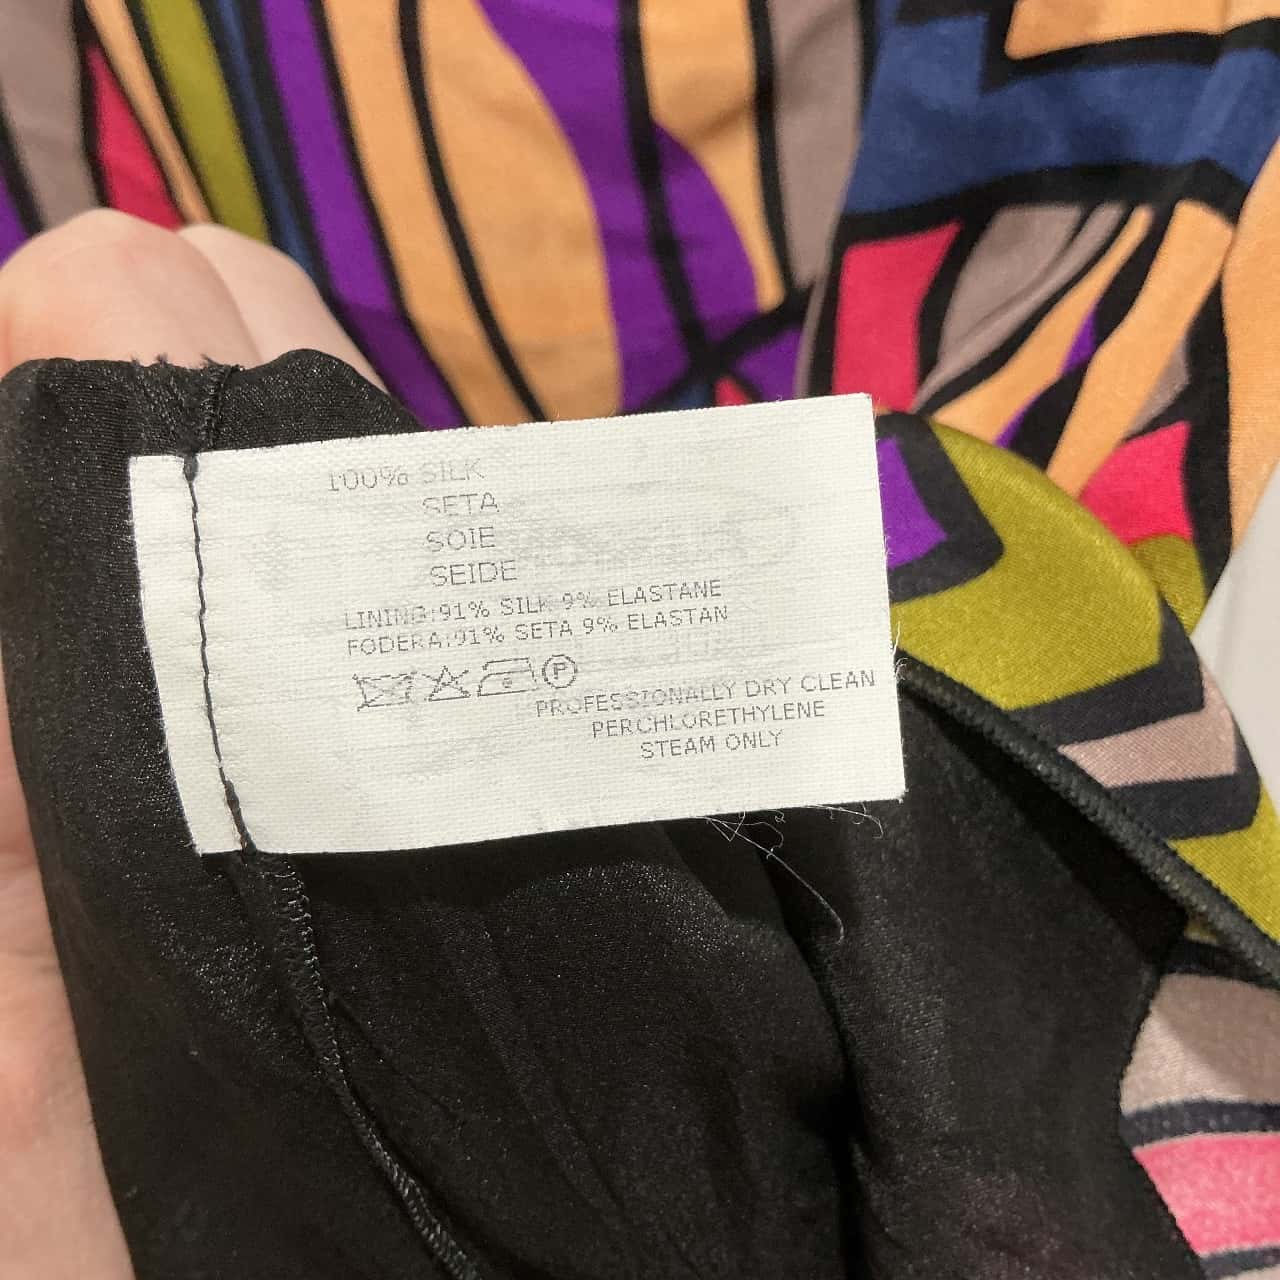 100% SILK
SETA
SOIE
SEIDE
LINING:91% SILK 9% ELASTANE
FODERA:91% SETA 9% ELASTAN
P
PROFESSIONALLY DRY CLEAN
PERCHLORETHYLENE
STEAM ONLY